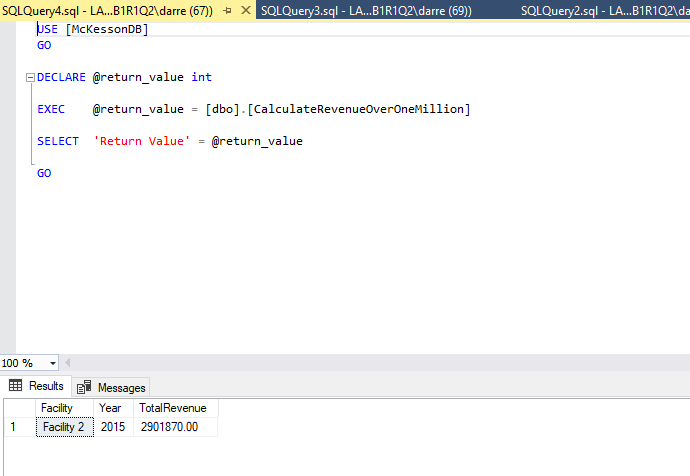 SQLQuery4.sql - LA...B1R1Q2\darre (67)) SQLQuery3.sql - LA...B1R1Q2\darre (69)) SQLQuery2.sql - LA...B1R1Q2\da
USE [McKessonDB]
GO
DECLARE @return_value int
EXEC @return_value = [dbo].[CalculateRevenueOverOneMillion]
SELECT 'Return Value' = @return_value
GO
100 %
Results Messages
Facility Year TotalRevenue
1 Facility 2 2015 2901870.00